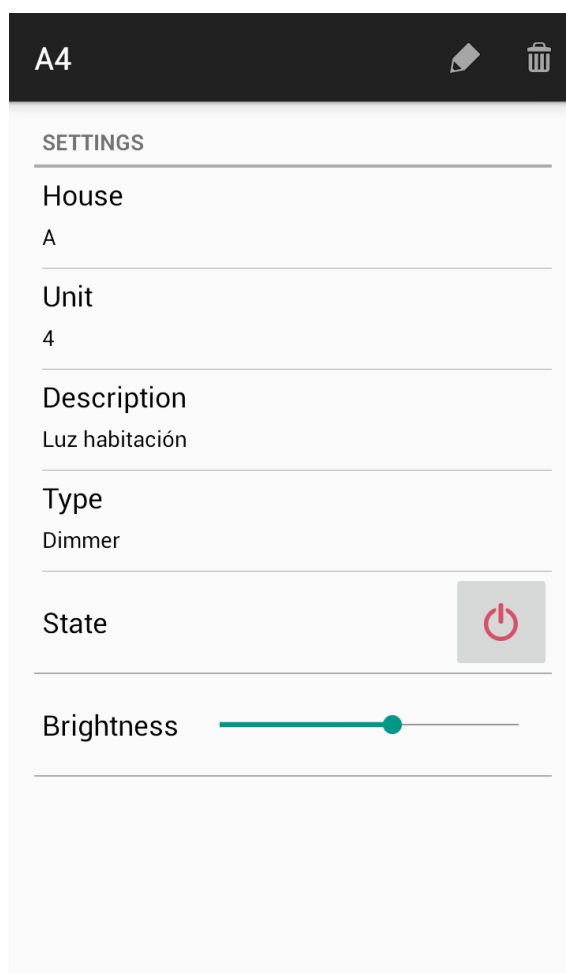 A4
SETTINGS
House
A
Unit
4
Description
Luz habitación
Type
Dimmer
State
Brightness